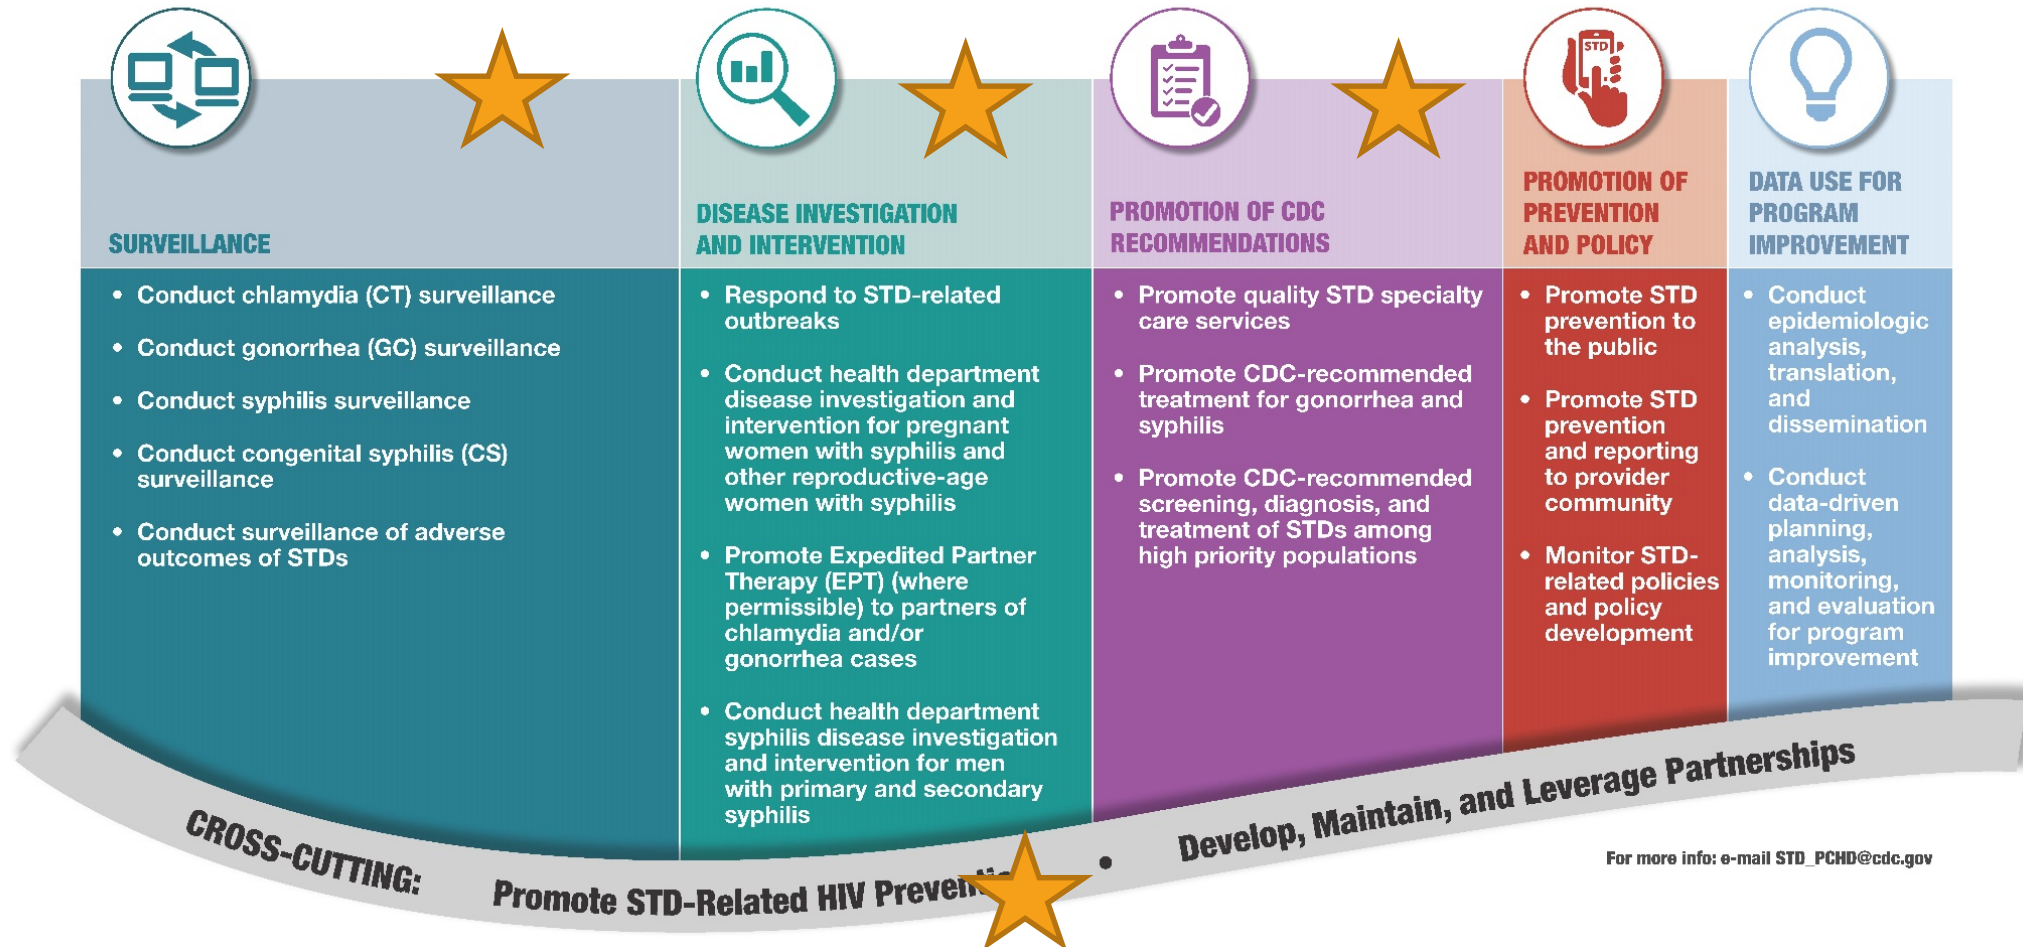 SURVEILLANCE
• Conduct chlamydia (CT) surveillance
• Conduct gonorrhea (GC) surveillance
• Conduct syphilis surveillance
• Conduct congenital syphilis (CS)
surveillance
• Conduct surveillance of adverse
outcomes of STDs
DISEASE INVESTIGATION
AND INTERVENTION
• Respond to STD-related
outbreaks
• Conduct health department
disease investigation and
intervention for pregnant
women with syphilis and
other reproductive-age
women with syphilis
• Promote Expedited Partner
Therapy (EPT) (where
permissible) to partners of
chlamydia and/or
gonorrhea cases
• Conduct health department
syphilis disease investigation
and intervention for men
with primary and secondary
syphilis
PROMOTION OF CDC
RECOMMENDATIONS
• Promote quality STD specialty
care services
• Promote CDC-recommended
treatment for gonorrhea and
syphilis
• Promote CDC-recommended
screening, diagnosis, and
treatment of STDs among
high priority populations
STD
PROMOTION OF
PREVENTION
AND POLICY
• Promote STD
prevention to
the public
• Promote STD
prevention
and reporting
to provider
community
• Monitor STD-
related policies
and policy
development
DATA USE FOR
PROGRAM
IMPROVEMENT
• Conduct
epidemiologic
analysis,
translation,
and
dissemination
• Conduct
data-driven
planning,
analysis,
monitoring,
and evaluation
for program
improvement
CROSS-CUTTING: Promote STD-Related HIV • Develop, Maintain, and Leverage Partnerships
For more info: e-mail STD_PCHD@cdc.gov